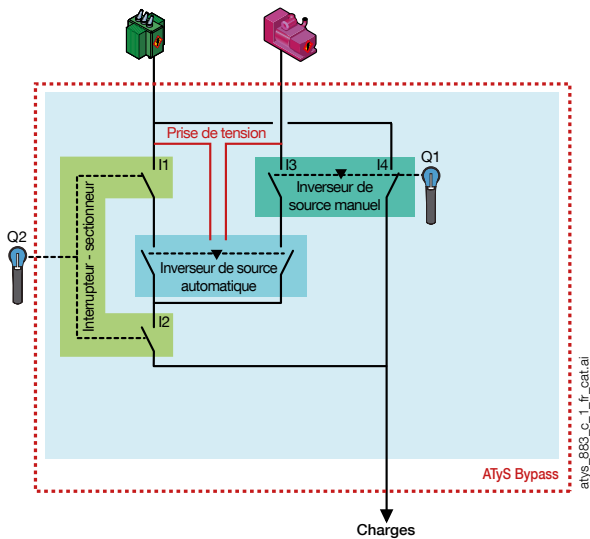 Prise de tension
I1
I3
I4
Q1
Inverseur de
source manuel
Q2
Interrupteur - sectionneur
Inverseur de source
automatique
I2
ATyS Bypass
atys_883_c_1_fr_cat.ai
Charges